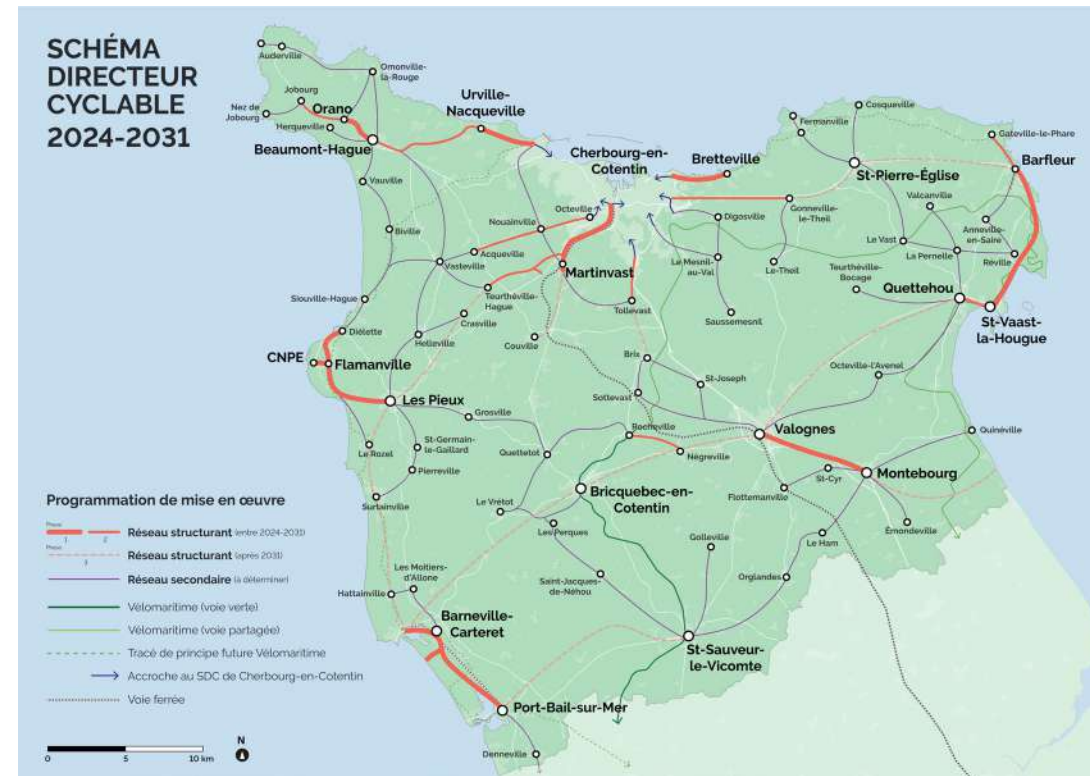 SCHÉMA
DIRECTEUR
CYCLABLE
2024-2031
Auderville
Omonville-
la-Rouge
Jobourg
Nez de
Jobourg
Orano
Herqueville
Beaumont-Hague
Urville-
Nacqueville
Cherbourg-en-
Cotentin
Bretteville
Cosqueville
Fermanville
Gatteville-le-Phare
Barfleur
St-Pierre-Église
Vauville
Octeville
Nouainville
Digosville
Gonneville-
le-Theil
Valcanville
Anneville-
en-Saire
Biville
Acqueville
Vasteville
Martinvast
Le Mesnil-
au-Val
Le-Theil
Le Vast
La Pernelle
Réville
Teurthéville-
Bocage
Quettehou
Siouville-Hague
Teurthéville-
Hague
Tollevast
Saussemesnil
St-Vaast-
la-Hougue
Diélette
Crasville
Helleville
Couville
CNPE
Flamanville
Brix
St-Joseph
Octeville-l'Avenel
Les Pieux
Sottevast
Grosville
Rocheville
Valognes
Quinéville
Le Rozel
St-Germain-
le-Gaillard
Quettetot
Négreville
Pierreville
St-Cyr
Montebourg
Surtainville
Le Vrétot
Bricquebec-en-
Cotentin
Flottemanville
Émondeville
Les Perques
Golleville
Le Ham
Les Moitiers-
d'Allone
Hattainville
Saint-Jacques-
de-Néhou
Orglandes
Barneville-
Carteret
St-Sauveur-
le-Vicomte
Port-Bail-sur-Mer
Denneville
Programmation de mise en œuvre
Phase
1 2
Réseau structurant (entre 2024-2031)
Phase
3
Réseau structurant (après 2031)
Réseau secondaire (à déterminer)
Vélomaritime (voie verte)
Vélomaritime (voie partagée)
Tracé de principe future Vélomaritime
Accroche au SDC de Cherbourg-en-Cotentin
Voie ferrée
0 5 10 km
N